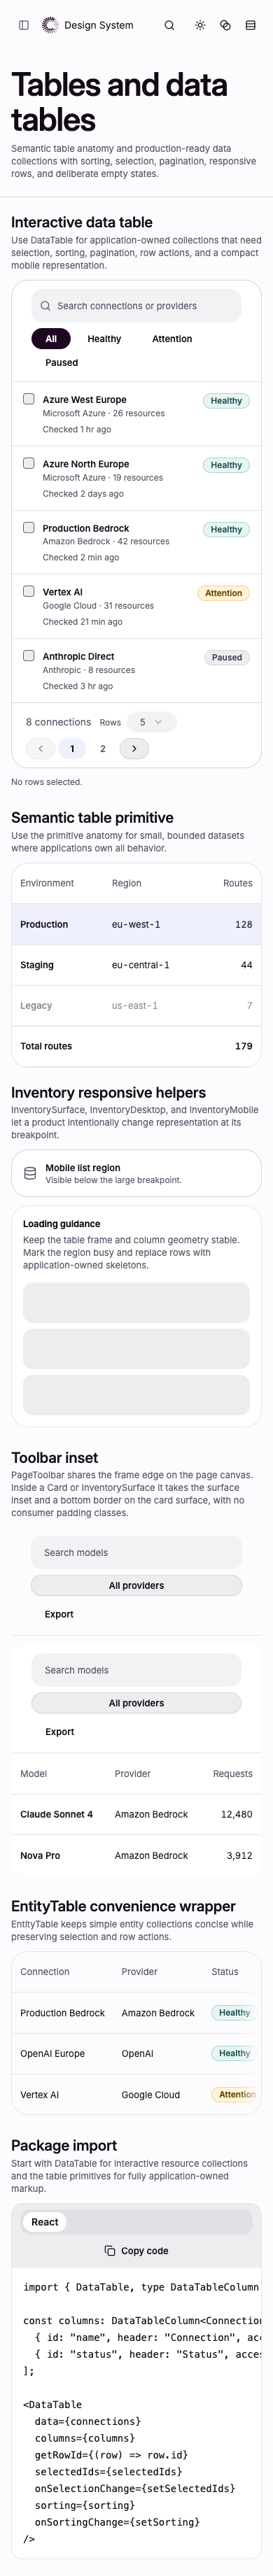 Design System
Tables and data
tables
Semantic table anatomy and production-ready data
collections with sorting, selection, pagination, responsive
rows, and deliberate empty states.
Interactive data table
Use DataTable for application-owned collections that need
selection, sorting, pagination, row actions, and a compact
mobile representation.
Search connections or providers
All Healthy Attention
Paused
Azure West Europe Healthy
Microsoft Azure · 26 resources
Checked 1 hr ago
Azure North Europe Healthy
Microsoft Azure · 19 resources
Checked 2 days ago
Production Bedrock Healthy
Amazon Bedrock · 42 resources
Checked 2 min ago
Vertex AI Attention
Google Cloud · 31 resources
Checked 21 min ago
Anthropic Direct Paused
Anthropic · 8 resources
Checked 3 hr ago
8 connections Rows 5
1 2
No rows selected.
Semantic table primitive
Use the primitive anatomy for small, bounded datasets
where applications own all behavior.
Environment Region Routes
Production eu-west-1 128
Staging eu-central-1 44
Legacy us-east-1 7
Total routes 179
Inventory responsive helpers
InventorySurface, InventoryDesktop, and InventoryMobile
let a product intentionally change representation at its
breakpoint.
Mobile list region
Visible below the large breakpoint.
Loading guidance
Keep the table frame and column geometry stable.
Mark the region busy and replace rows with
application-owned skeletons.
Toolbar inset
PageToolbar shares the frame edge on the page canvas.
Inside a Card or InventorySurface it takes the surface
inset and a bottom border on the card surface, with no
consumer padding classes.
Search models
All providers
Export
Search models
All providers
Export
Model Provider Requests
Claude Sonnet 4 Amazon Bedrock 12,480
Nova Pro Amazon Bedrock 3,912
EntityTable convenience wrapper
EntityTable keeps simple entity collections concise while
preserving selection and row actions.
Connection Provider Status
Production Bedrock Amazon Bedrock Healthy
OpenAI Europe OpenAI Healthy
Vertex AI Google Cloud Attention
Package import
Start with DataTable for interactive resource collections
and the table primitives for fully application-owned
markup.
React
Copy code
import { DataTable, type DataTableColumn
const columns: DataTableColumn<Connection
{ id: "name", header: "Connection", acc
{ id: "status", header: "Status", acces
];
<DataTable
data={connections}
columns={columns}
getRowId={(row) => row.id}
selectedIds={selectedIds}
onSelectionChange={setSelectedIds}
sorting={sorting}
onSortingChange={setSorting}
/>